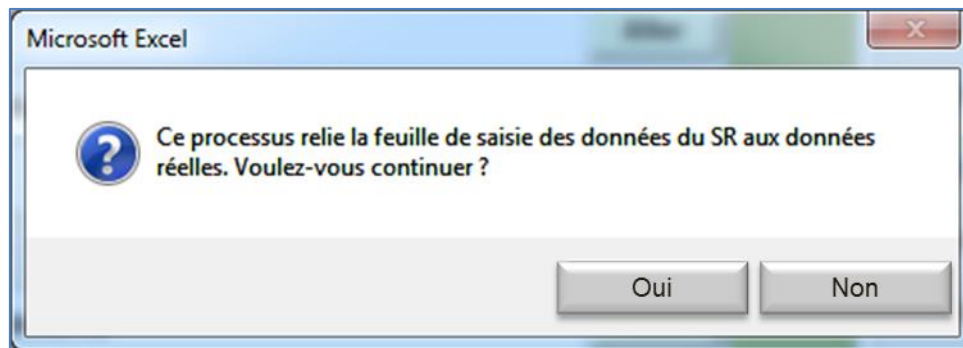 Microsoft Excel
Ce processus relie la feuille de saisie des données du SR aux données
réelles. Voulez-vous continuer ?
Oui
Non